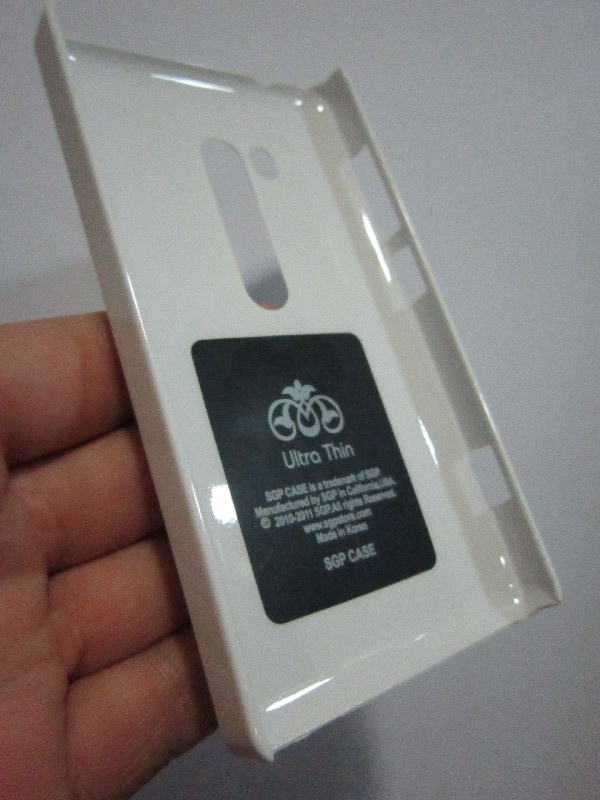 Ultra Thin
SGP CASE is a trademark of SGP.
Manufactured by SGP in California,USA.
© 2010-2011 SGP.All rights Reserved.
www.sgpstore.com
Made in Korea
SGP CASE